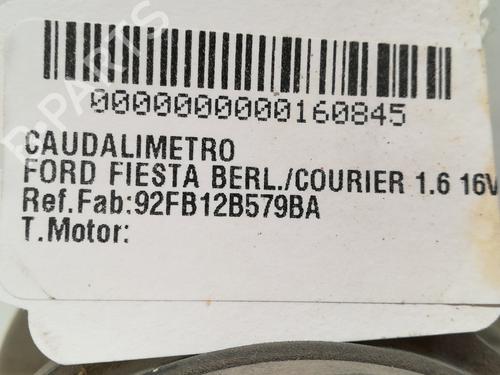 0000000000160845
CAUDALIMETRO
FORD FIESTA BERL./COURIER 1.6 16V
Ref.Fab:92FB12B579BA
T.Motor: